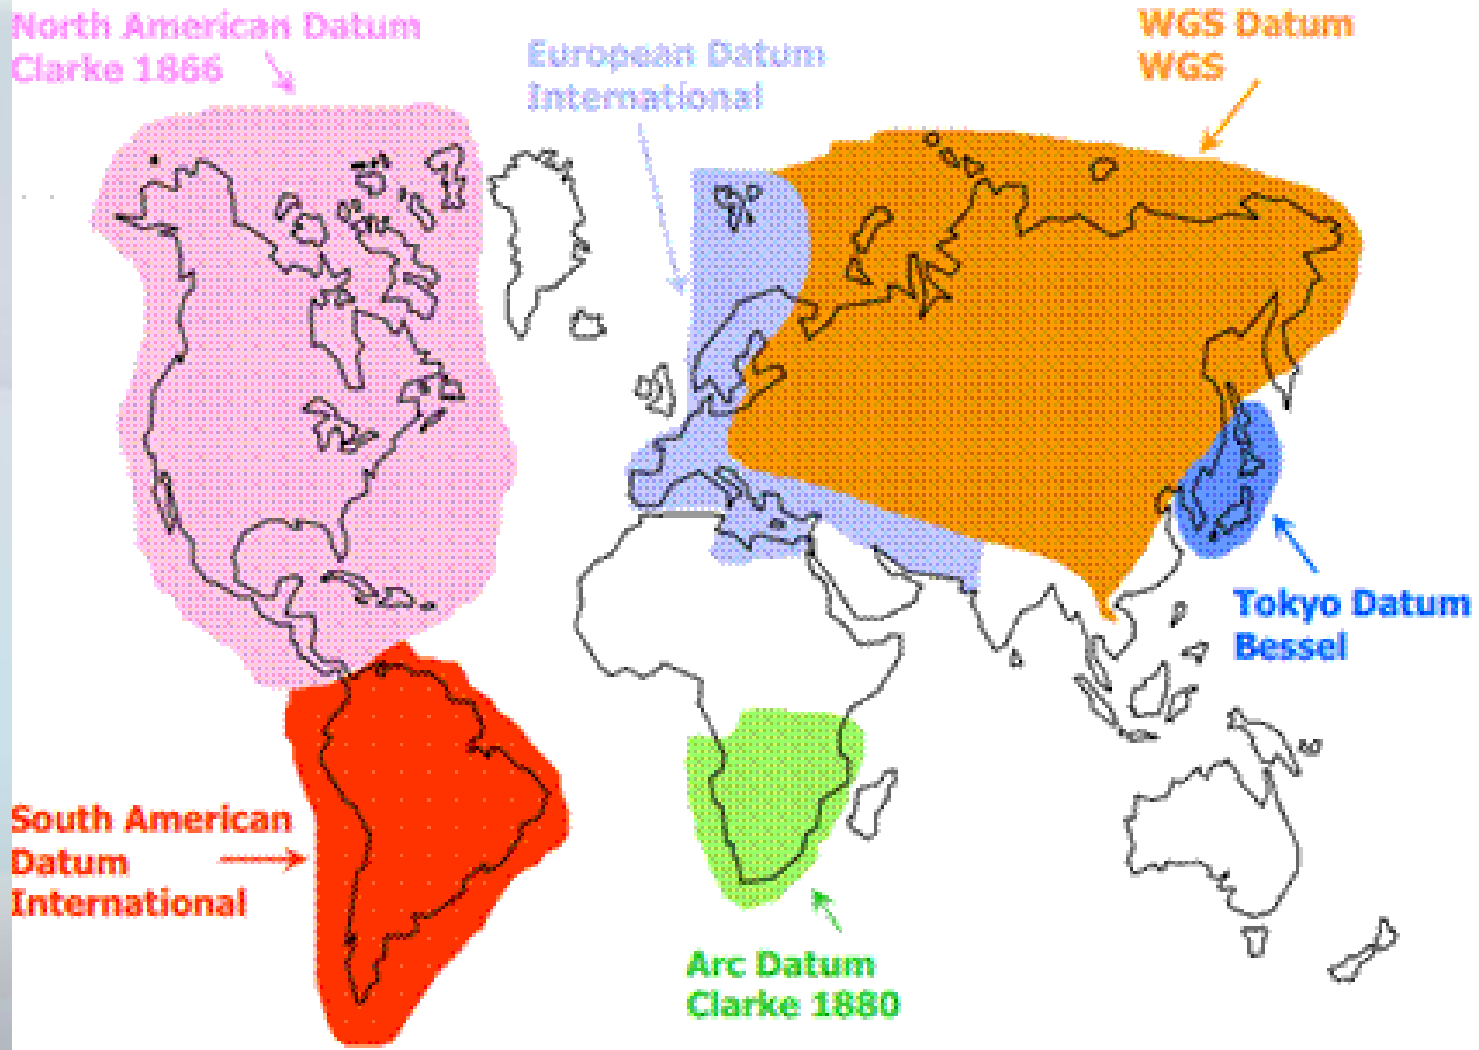 North American Datum
Clarke 1866
European Datum
International
WGS Datum
WGS
Tokyo Datum
Bessel
South American
Datum
International
Arc Datum
Clarke 1880